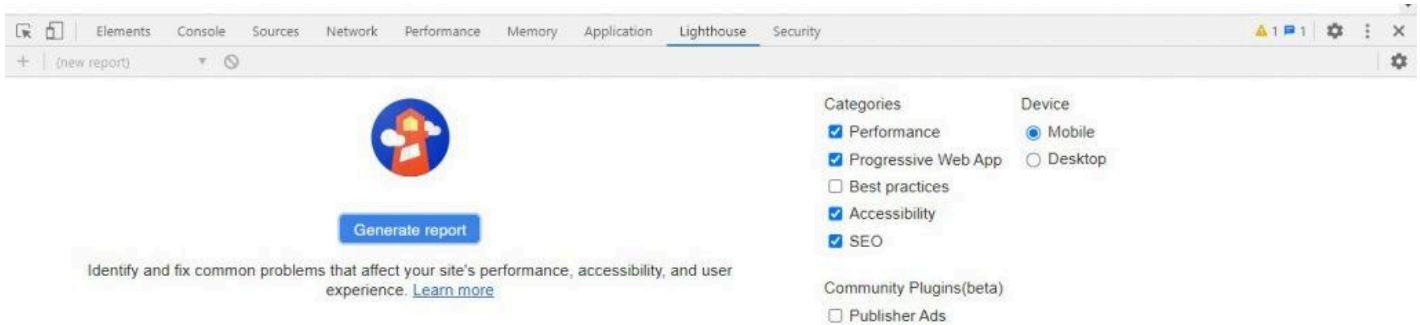 Elements Console Sources Network Performance Memory Application Lighthouse Security 1 1
(new report)
Generate report
Identify and fix common problems that affect your site's performance, accessibility, and user
experience. Learn more
Categories
Performance
Progressive Web App
Best practices
Accessibility
SEO
Community Plugins(beta)
Publisher Ads
Device
Mobile
Desktop